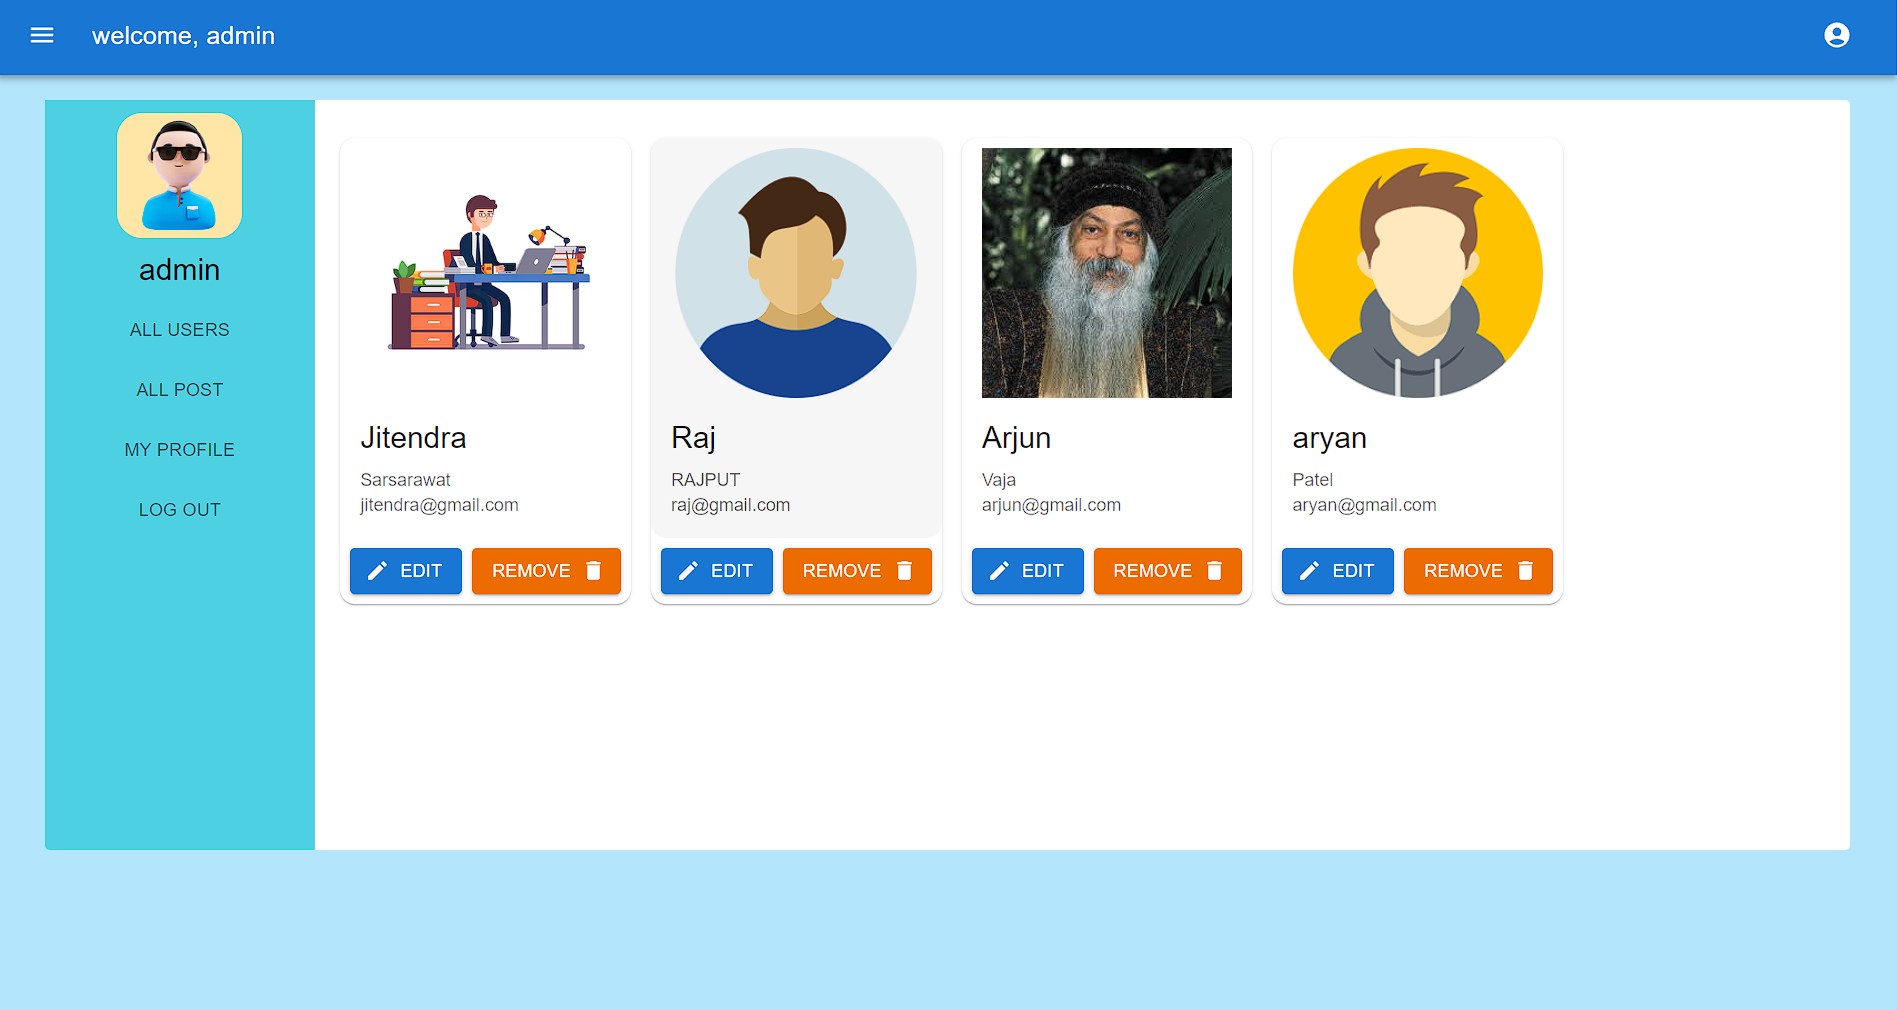 welcome, admin
admin
ALL USERS
ALL POST
MY PROFILE
LOG OUT
Jitendra
Sarsarawat
jitendra@gmail.com
EDIT
REMOVE
Raj
RAJPUT
raj@gmail.com
EDIT
REMOVE
Arjun
Vaja
arjun@gmail.com
EDIT
REMOVE
aryan
Patel
aryan@gmail.com
EDIT
REMOVE